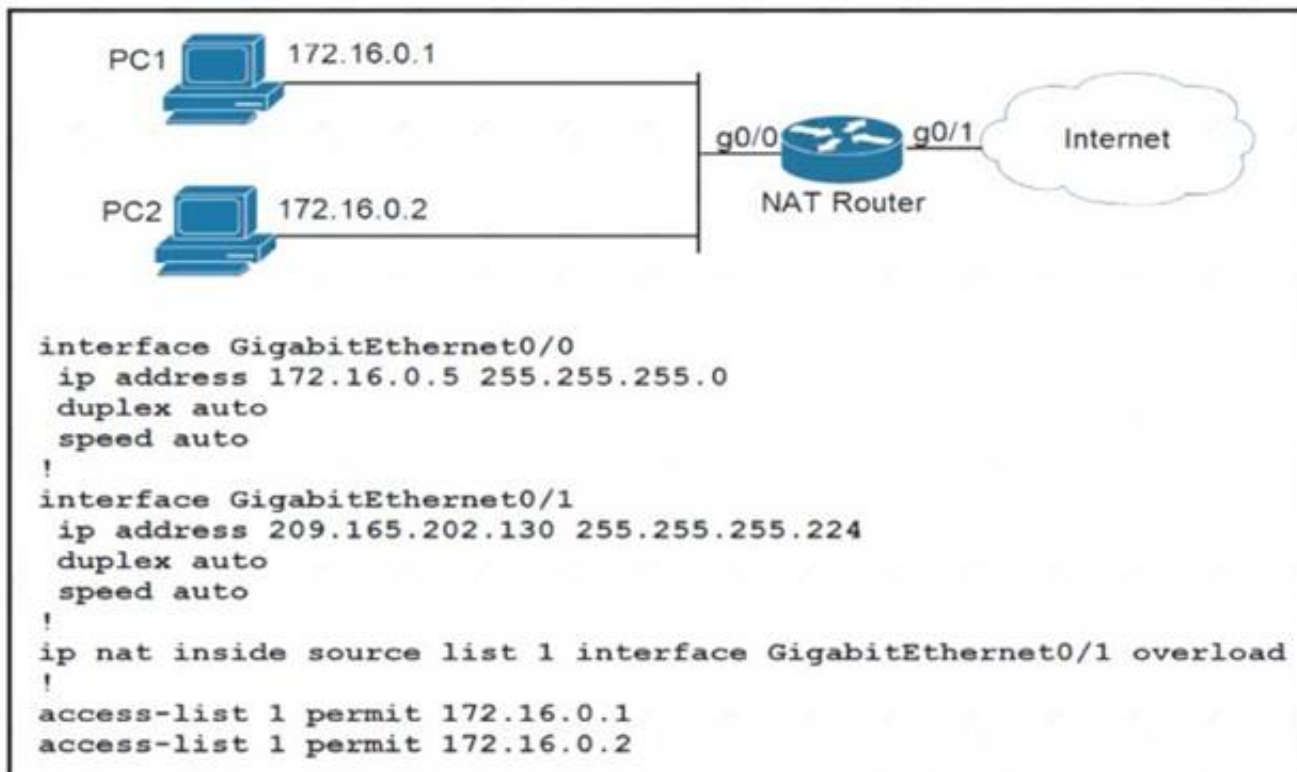 PC1
172.16.0.1
g0/0
g0/1
Internet
PC2
172.16.0.2
NAT Router
interface GigabitEthernet0/0
ip address 172.16.0.5 255.255.255.0
duplex auto
speed auto
!
interface GigabitEthernet0/1
ip address 209.165.202.130 255.255.255.224
duplex auto
speed auto
!
ip nat inside source list 1 interface GigabitEthernet0/1 overload
!
access-list 1 permit 172.16.0.1
access-list 1 permit 172.16.0.2